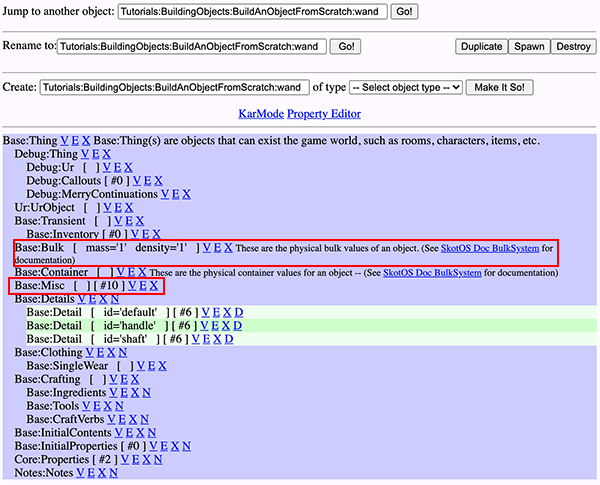 Jump to another object: Tutorials:BuildingObjects:BuildAnObjectFromScratch:wand Go!
Rename to: Tutorials:BuildingObjects:BuildAnObjectFromScratch:wand Go! Duplicate Spawn Destroy
Create: Tutorials:BuildingObjects:BuildAnObjectFromScratch:wand of type -- Select object type -- Make It So!
KarMode Property Editor
Base:Thing V E X Base:Thing(s) are objects that can exist the game world, such as rooms, characters, items, etc.
Debug:Thing V E X
Debug:Ur [ ] V E X
Debug:Callouts [ #0 ] V E X
Debug:MerryContinuations V E X
Ur:UrObject [ ] V E X
Base:Transient [ ] V E X
Base:Inventory [ #0 ] V E X
Base:Bulk [ mass='1' density='1' ] V E X These are the physical bulk values of an object. (See SkotOS Doc BulkSystem for
documentation)
Base:Container [ ] V E X These are the physical container values for an object -- (See SkotOS Doc BulkSystem for documentation)
Base:Misc [ ] [ #10 ] V E X
Base:Details V E X N
Base:Detail [ id='default' ] [ #6 ] V E X D
Base:Detail [ id='handle' ] [ #6 ] V E X D
Base:Detail [ id='shaft' ] [ #6 ] V E X D
Base:Clothing V E X N
Base:SingleWear [ ] V E X
Base:Crafting [ ] V E X
Base:Ingredients V E X N
Base:Tools V E X N
Base:CraftVerbs V E X N
Base:InitialContents V E X N
Base:InitialProperties [ #0 ] V E X N
Core:Properties [ #2 ] V E X N
Notes:Notes V E X N